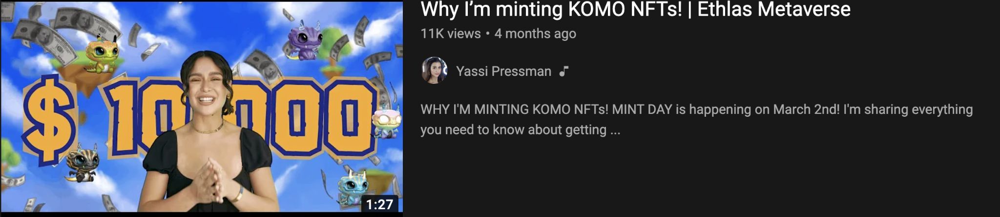 Why I’m minting KOMO NFTs! | Ethlas Metaverse
11K views • 4 months ago
Yassi Pressman
WHY I'M MINTING KOMO NFTs! MINT DAY is happening on March 2nd! I'm sharing everything
you need to know about getting ...
$ 10 000
1:27